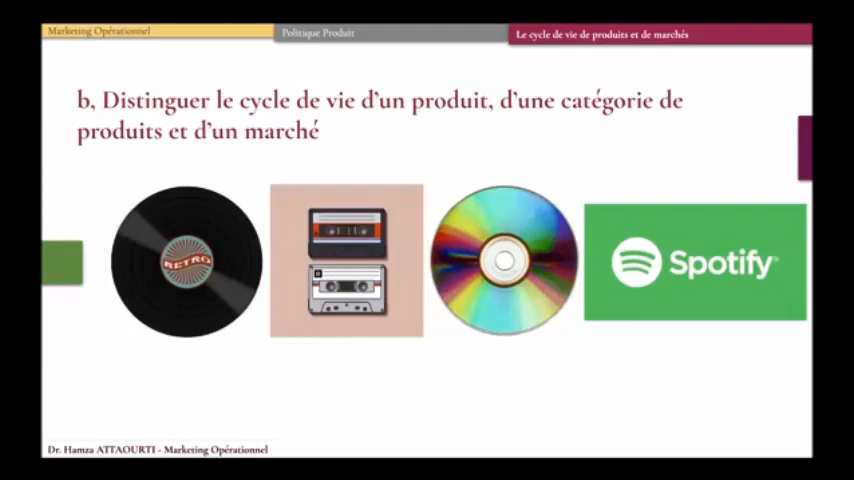 Marketing Opérationnel
Politique Produit
Le cycle de vie de produits et de marchés
b, Distinguer le cycle de vie d'un produit, d'une catégorie de
produits et d'un marché
RETRO
Spotify
Dr. Hamza ATTAOURTI - Marketing Opérationnel